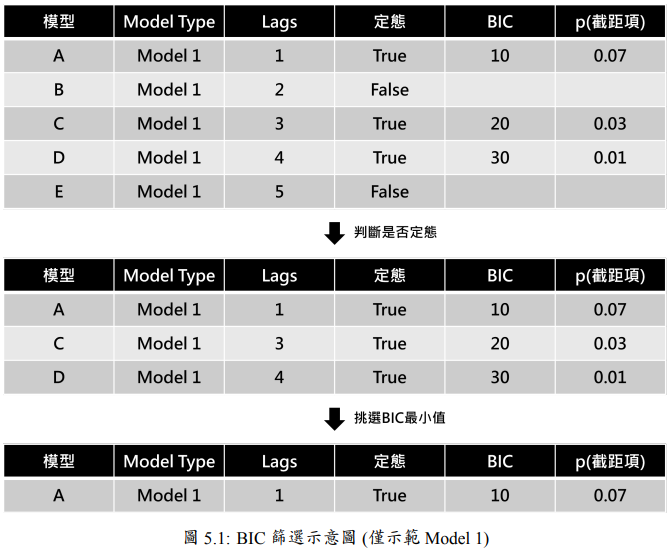 模型 Model Type Lags 定態 BIC p(截距項)
A Model 1 1 True 10 0.07
B Model 1 2 False
C Model 1 3 True 20 0.03
D Model 1 4 True 30 0.01
E Model 1 5 False
判斷是否定態
模型 Model Type Lags 定態 BIC p(截距項)
A Model 1 1 True 10 0.07
C Model 1 3 True 20 0.03
D Model 1 4 True 30 0.01
挑選BIC最小值
模型 Model Type Lags 定態 BIC p(截距項)
A Model 1 1 True 10 0.07
圖 5.1: BIC 篩選示意圖 (僅示範 Model 1)